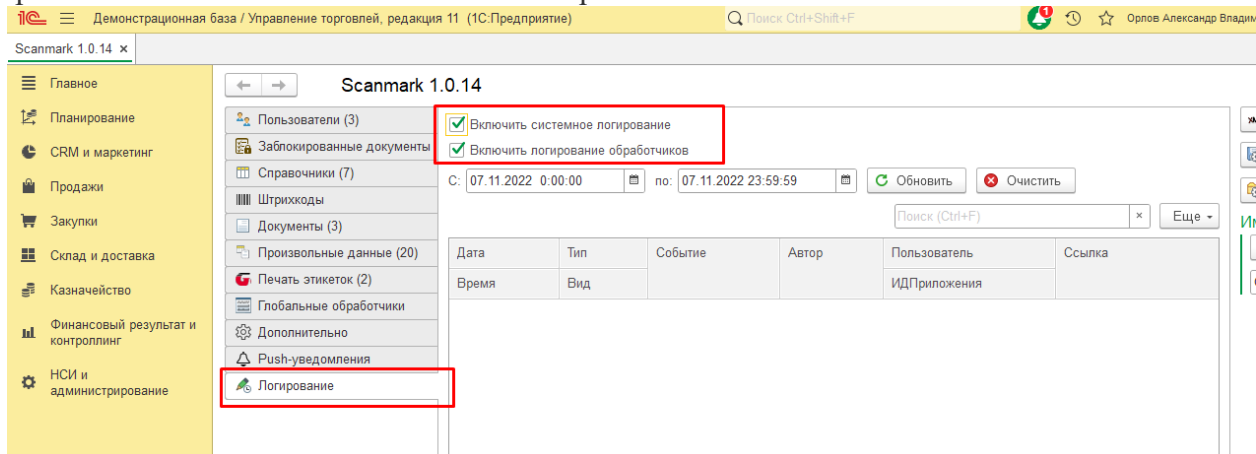 Демонстрационная база / Управление торговлей, редакция 11 (1С:Предприятие)
Поиск Ctrl+Shift+F
Орлов Александр Владим
Scanmark 1.0.14 ×
Главное
Планирование
CRM и маркетинг
Продажи
Закупки
Склад и доставка
Казначейство
Финансовый результат и
контроллинг
НСИ и
администрирование
Scanmark 1.0.14
Пользователи (3)
Заблокированные документы
Справочники (7)
Штрихкоды
Документы (3)
Произвольные данные (20)
Печать этикеток (2)
Глобальные обработчики
Дополнительно
Push-уведомления
Логирование
Включить системное логирование
Включить логирование обработчиков
С: 07.11.2022 0:00:00 по: 07.11.2022 23:59:59 Обновить Очистить
Поиск (Ctrl+F) × Еще
Дата Тип Событие Автор Пользователь Ссылка
Время Вид ИДПриложения